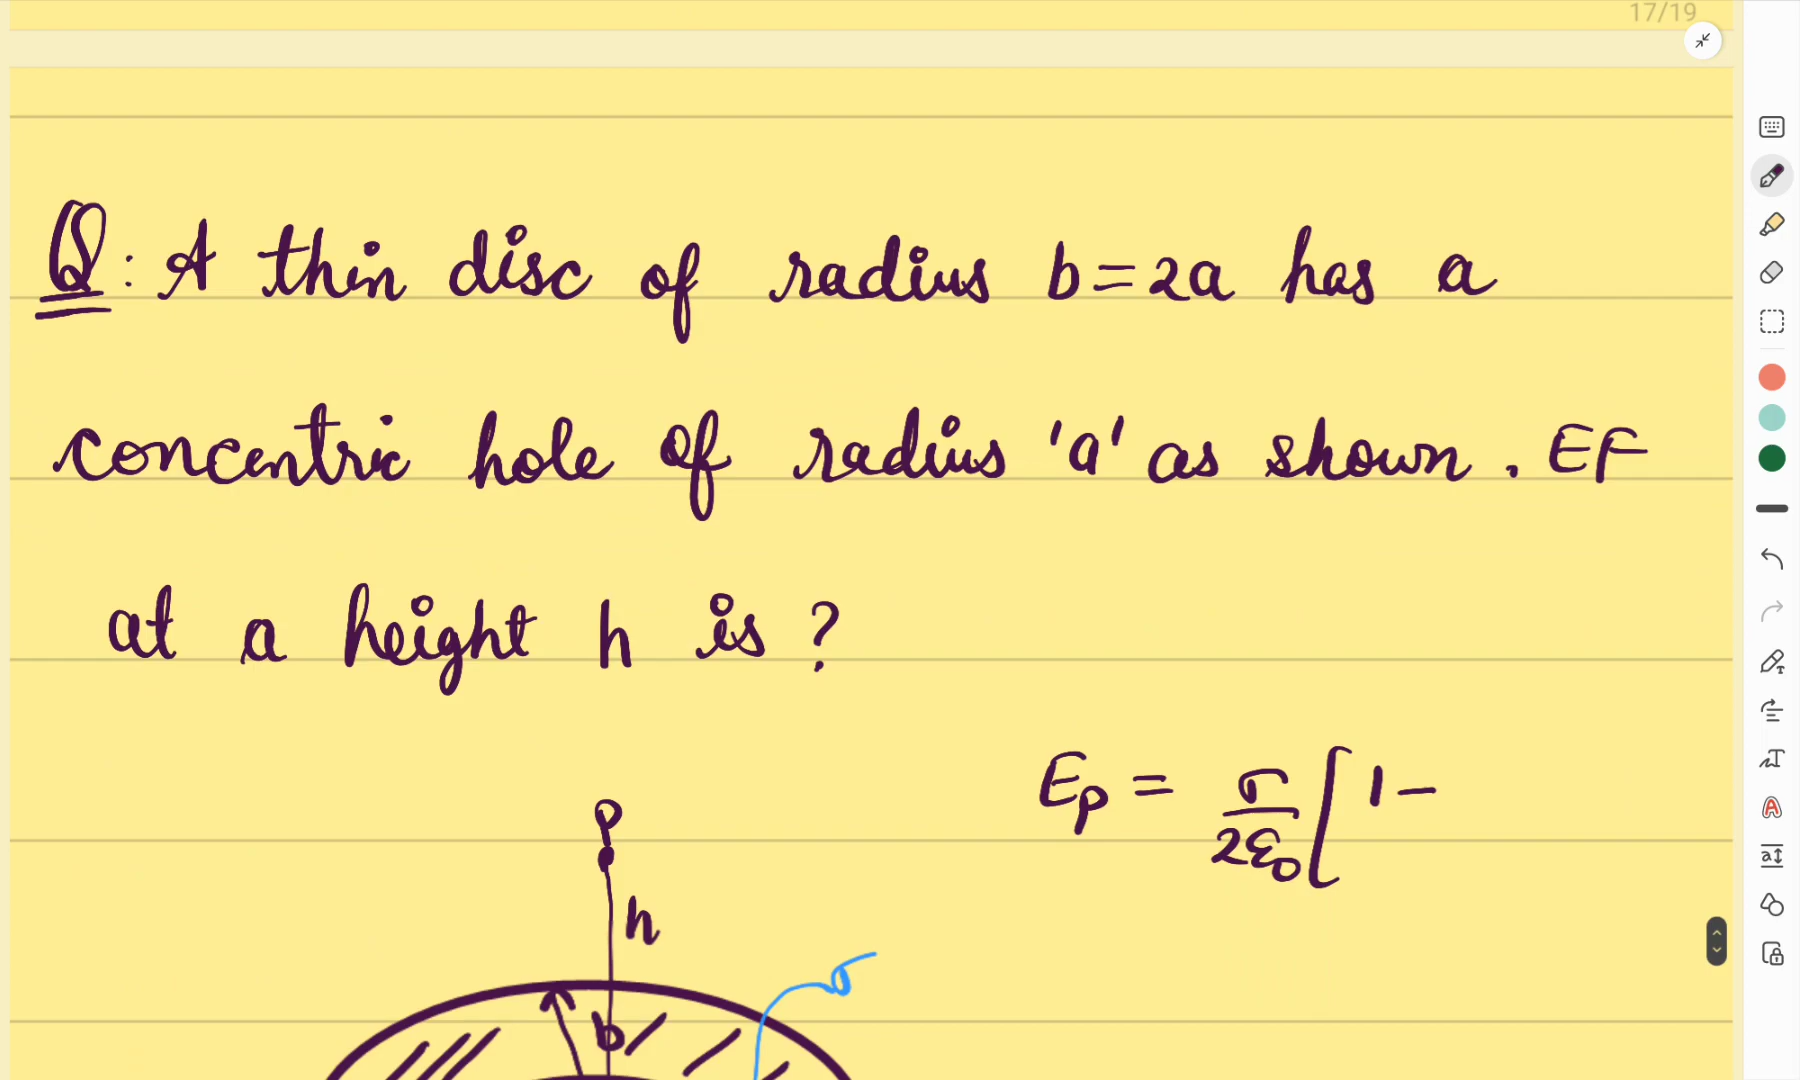 17/19
Q: A thin disc of radius b=2a has a
concentric hole of radius 'a' as shown. EF
at a height h is?
Ep = σ/2ε₀ [1-
P
h
σ
b